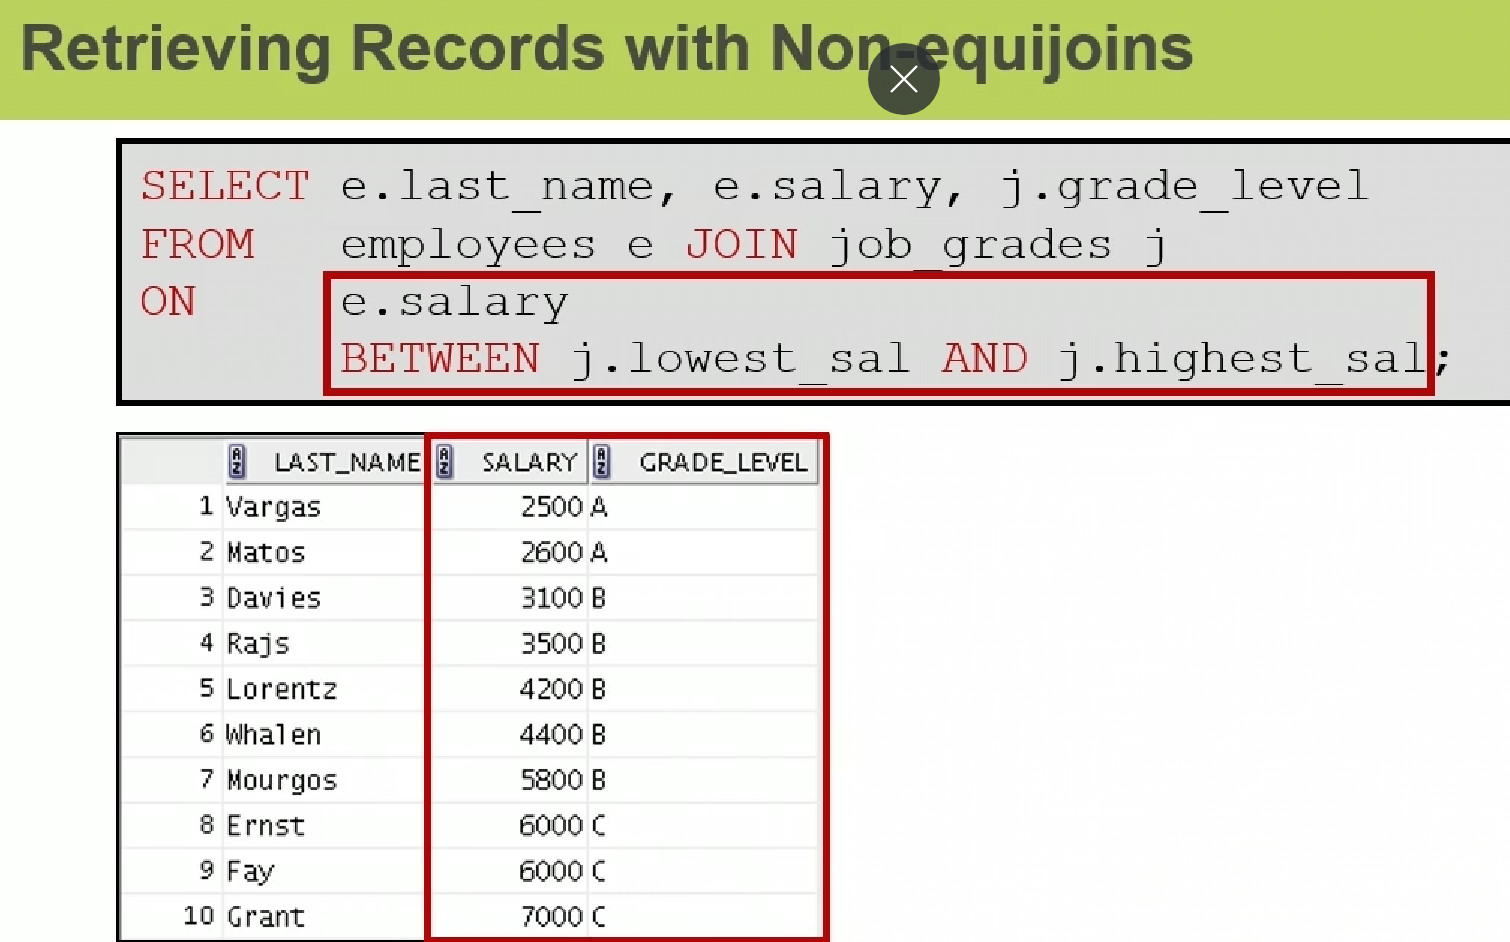 Retrieving Records with Non-equijoins
SELECT e.last_name, e.salary, j.grade_level
FROM employees e JOIN job_grades j
ON e.salary
BETWEEN j.lowest_sal AND j.highest_sal;
LAST_NAME SALARY GRADE_LEVEL
1 Vargas 2500 A
2 Matos 2600 A
3 Davies 3100 B
4 Rajs 3500 B
5 Lorentz 4200 B
6 Whalen 4400 B
7 Mourgos 5800 B
8 Ernst 6000 C
9 Fay 6000 C
10 Grant 7000 C